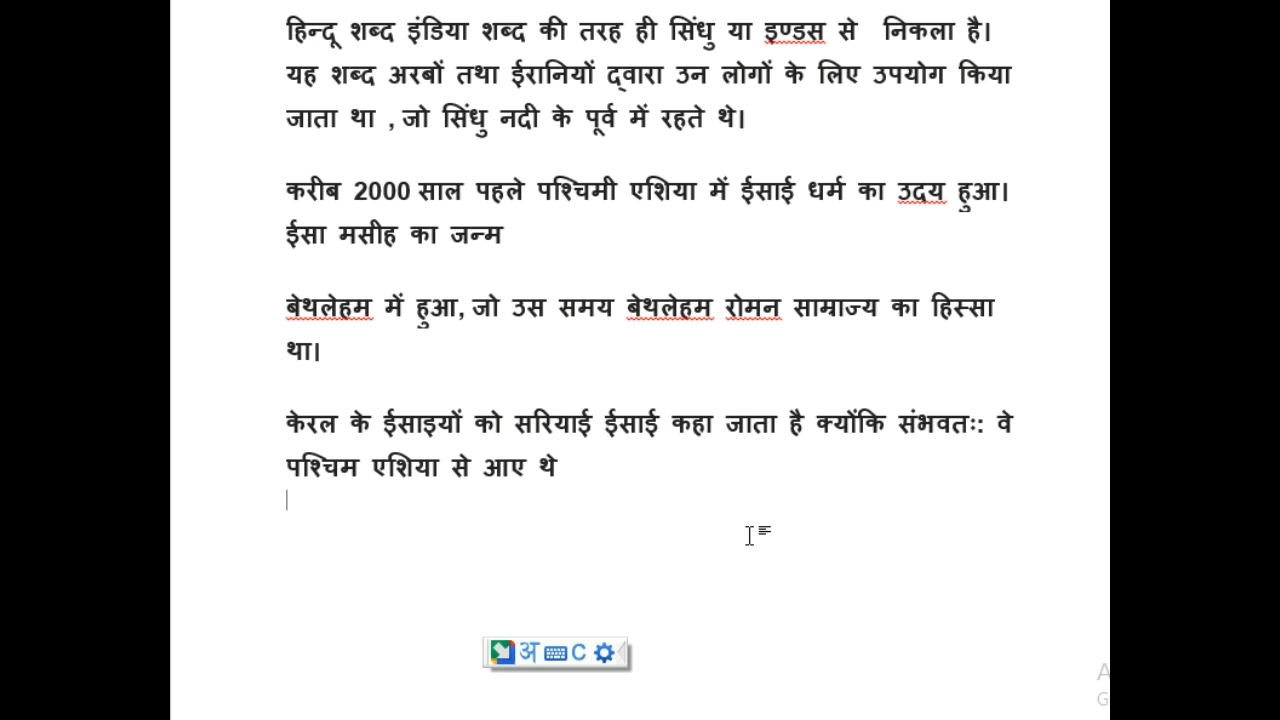 हिन्दू शब्द इंडिया शब्द की तरह ही सिंधु या इण्डस से निकला है।
यह शब्द अरबों तथा ईरानियों द्वारा उन लोगों के लिए उपयोग किया
जाता था , जो सिंधु नदी के पूर्व में रहते थे।
करीब 2000 साल पहले पश्चिमी एशिया में ईसाई धर्म का उदय हुआ।
ईसा मसीह का जन्म
बेथलेहम में हुआ, जो उस समय बेथलेहम रोमन साम्राज्य का हिस्सा
था।
केरल के ईसाइयों को सरियाई ईसाई कहा जाता है क्योंकि संभवतः: वे
पश्चिम एशिया से आए थे
अ C
A
G